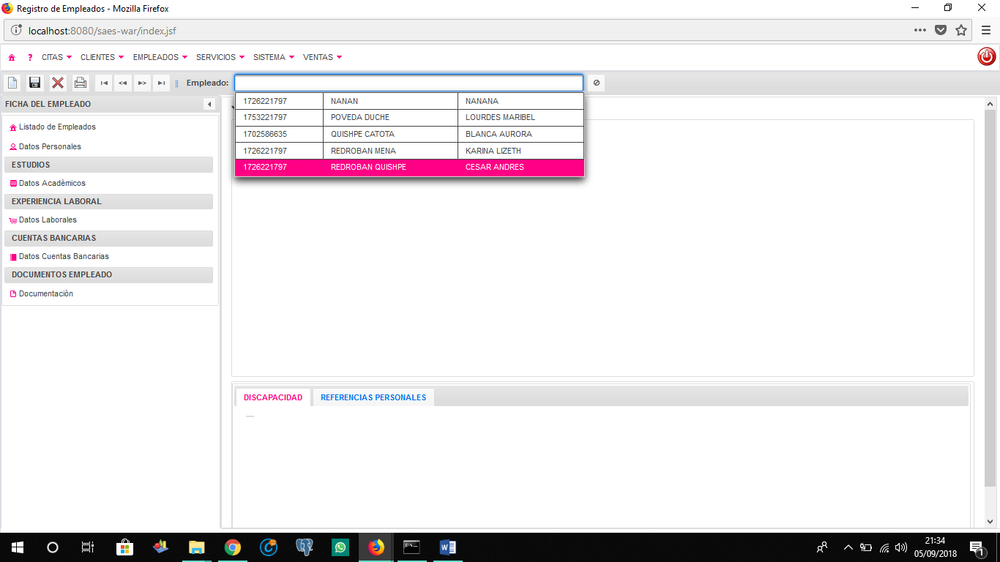 Registro de Empleados - Mozilla Firefox
localhost:8080/saes-war/index.jsf
? CITAS CLIENTES EMPLEADOS SERVICIOS SISTEMA VENTAS
Empleado:
FICHA DEL EMPLEADO
Listado de Empleados
Datos Personales
ESTUDIOS
Datos Acadèmicos
EXPERIENCIA LABORAL
Datos Laborales
CUENTAS BANCARIAS
Datos Cuentas Bancarias
DOCUMENTOS EMPLEADO
Documentaciòn
1726221797 NANAN NANANA
1753221797 POVEDA DUCHE LOURDES MARIBEL
1702586635 QUISHPE CATOTA BLANCA AURORA
1726221797 REDROBAN MENA KARINA LIZETH
1726221797 REDROBAN QUISHPE CESAR ANDRES
DISCAPACIDAD REFERENCIAS PERSONALES
21:34
05/09/2018
1